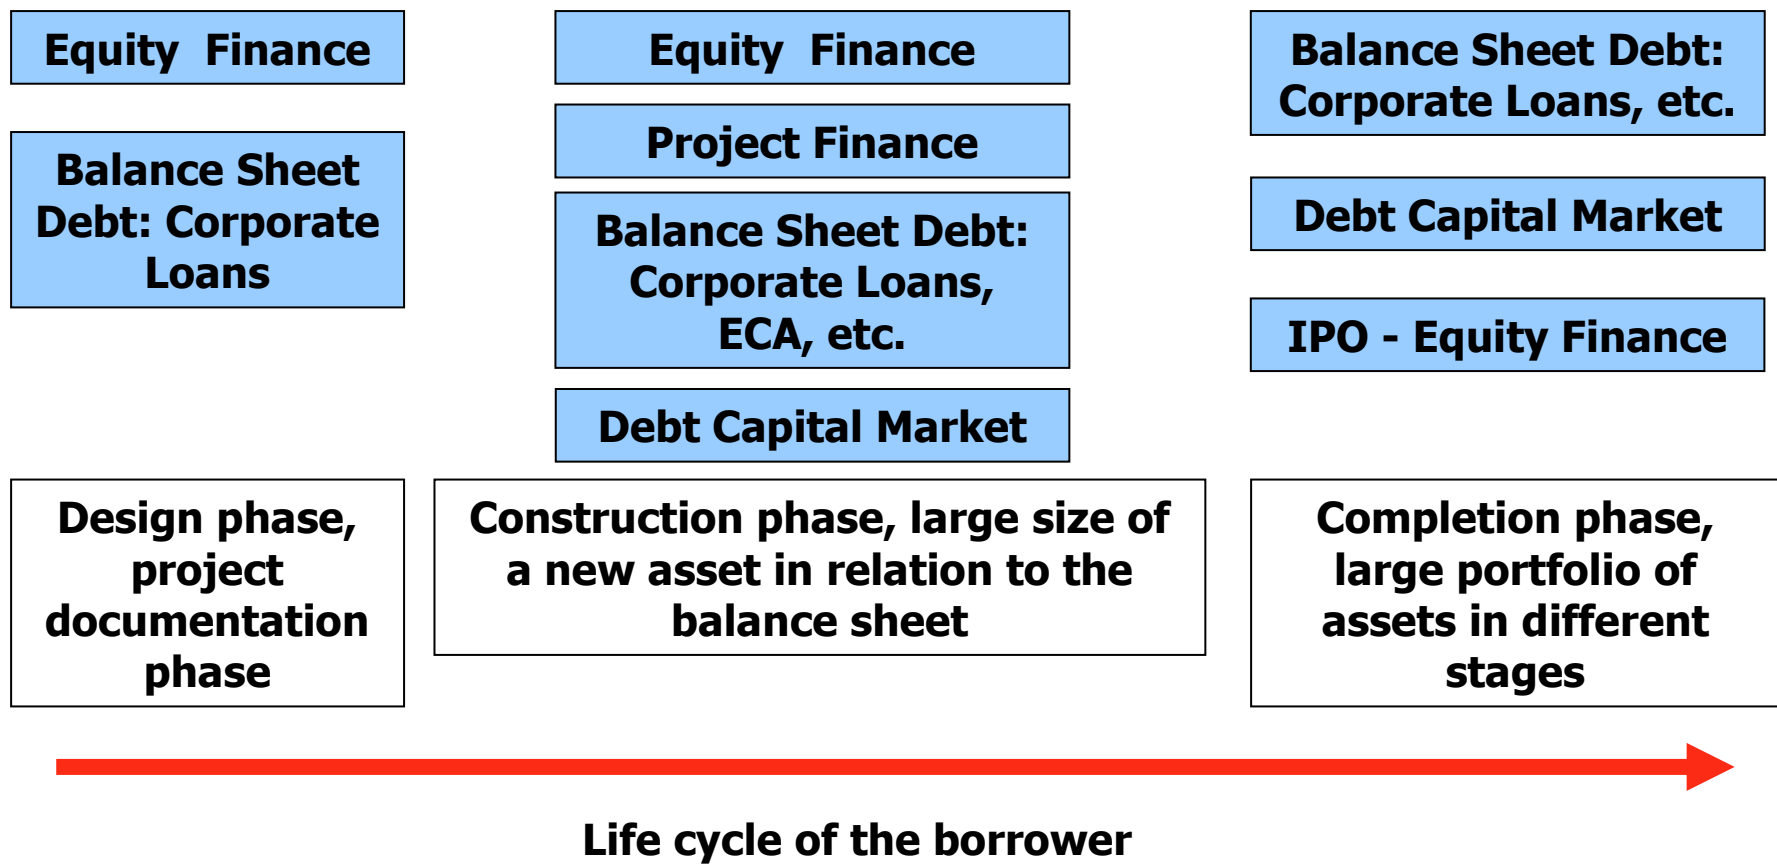 Equity  Finance
Balance Sheet
Debt: Corporate
Loans
Equity  Finance
Project Finance
Balance Sheet Debt:
Corporate Loans,
ECA, etc.
Debt Capital Market
Balance Sheet Debt:
Corporate Loans, etc.
Debt Capital Market
IPO - Equity Finance
Design phase,
project
documentation
phase
Construction phase, large size of
a new asset in relation to the
balance sheet
Completion phase,
large portfolio of
assets in different
stages
Life cycle of the borrower